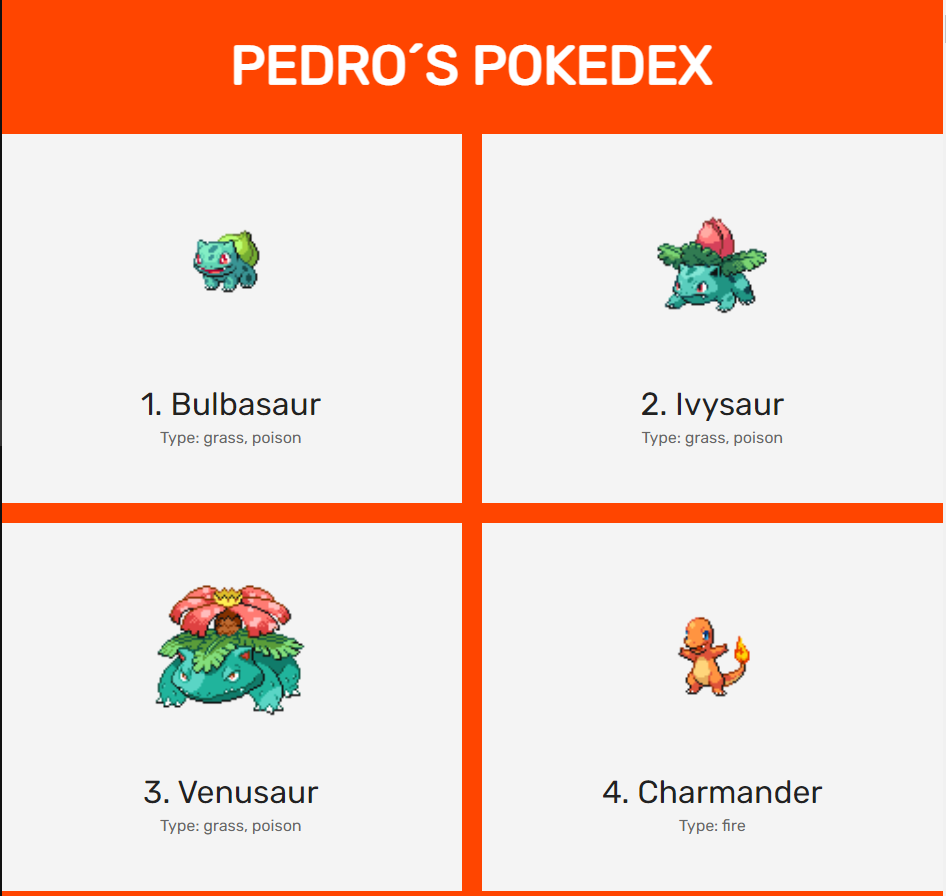 PEDRO´S POKEDEX
1. Bulbasaur
Type: grass, poison
2. Ivysaur
Type: grass, poison
3. Venusaur
Type: grass, poison
4. Charmander
Type: fire